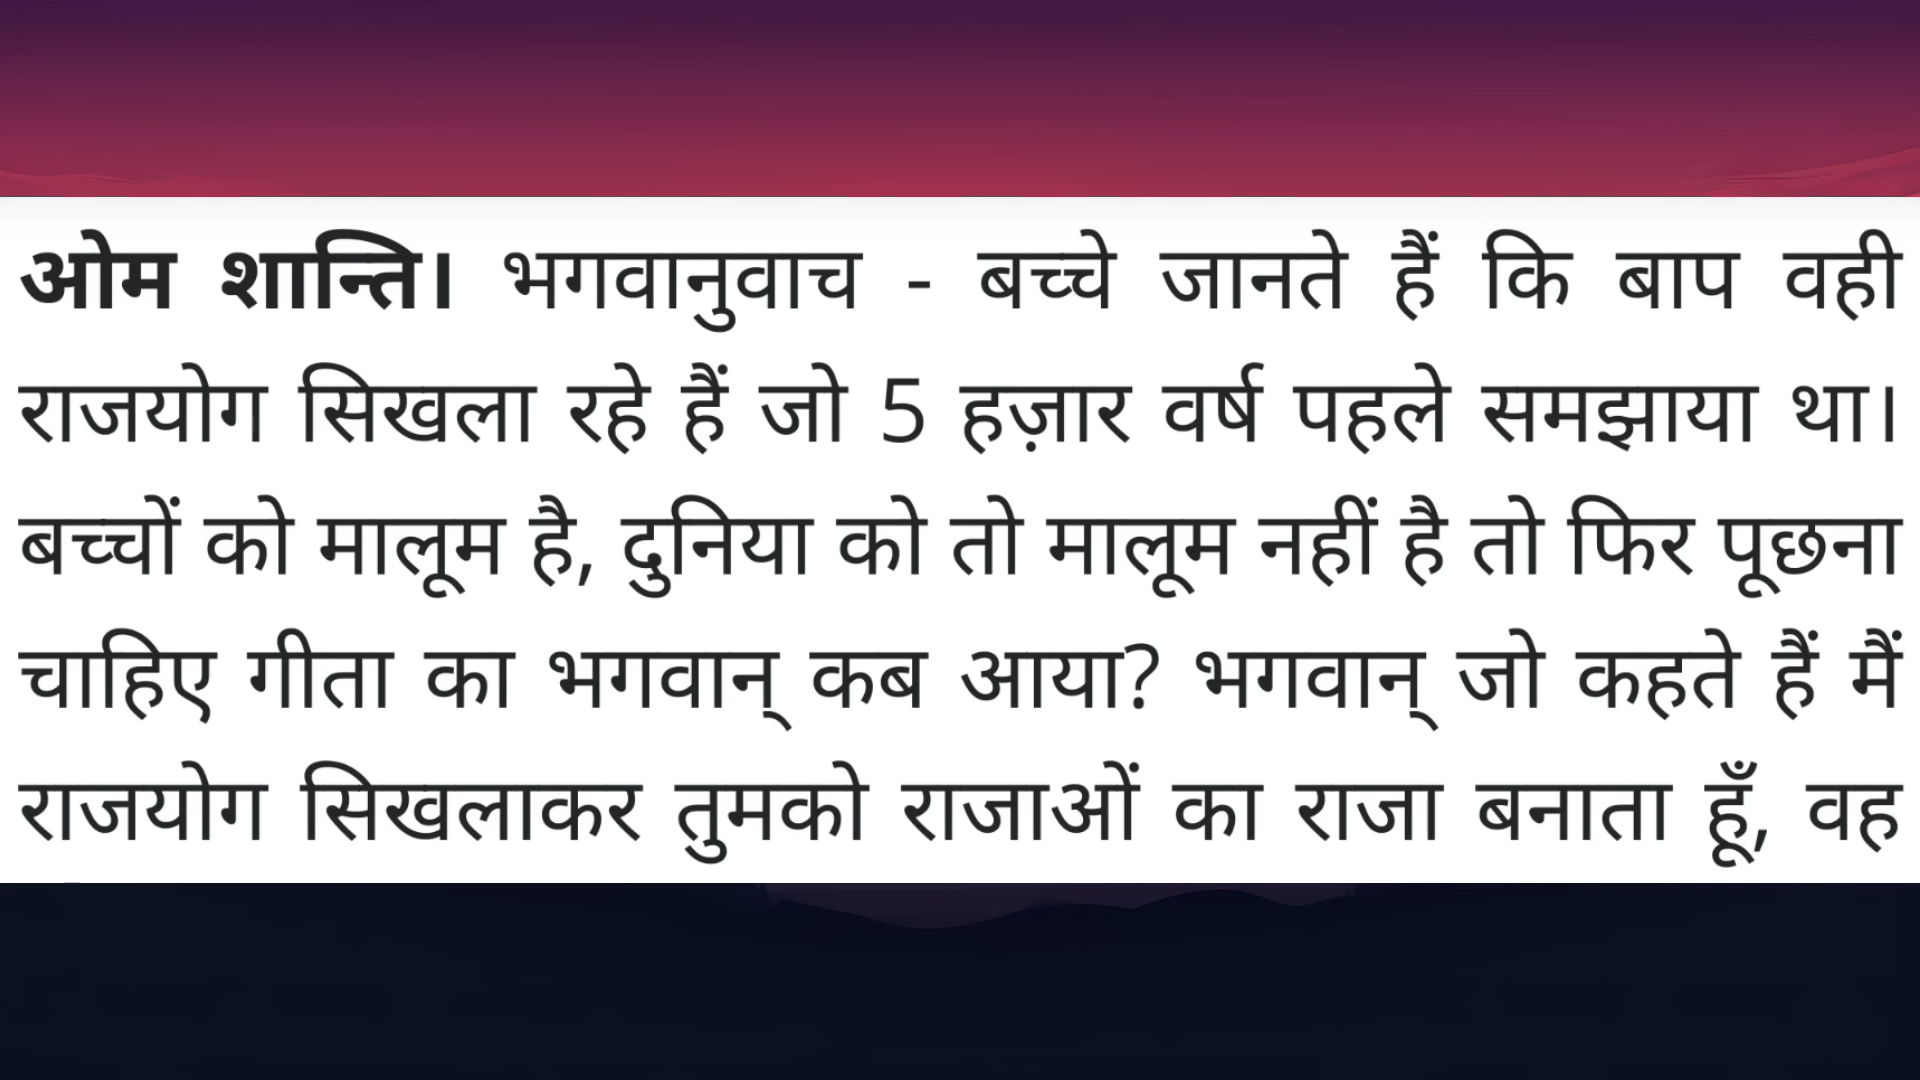 ओम शान्ति। भगवानुवाच - बच्चे जानते हैं कि बाप वही
राजयोग सिखला रहे हैं जो 5 हज़ार वर्ष पहले समझाया था।
बच्चों को मालूम है, दुनिया को तो मालूम नहीं है तो फिर पूछना
चाहिए गीता का भगवान् कब आया? भगवान् जो कहते हैं मैं
राजयोग सिखलाकर तुमको राजाओं का राजा बनाता हूँ, वह